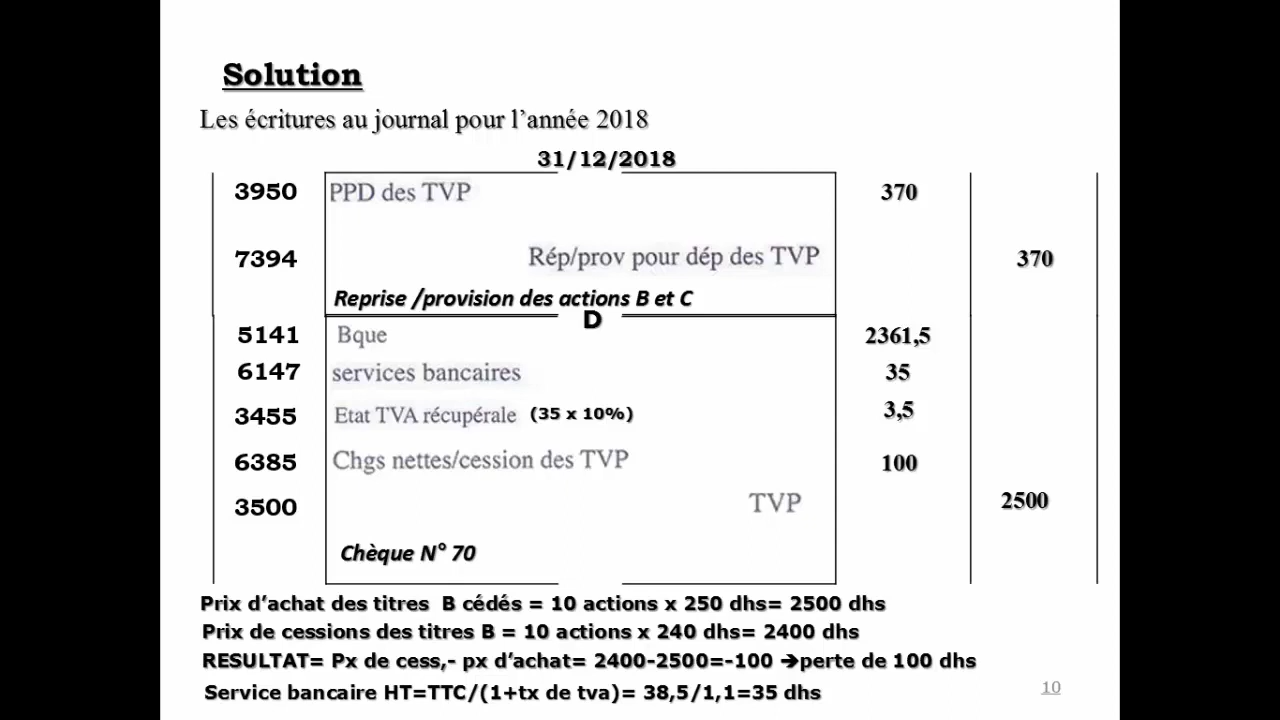 Solution
Les écritures au journal pour l’année 2018
31/12/2018
3950 PPD des TVP 370
7394 Rép/prov pour dép des TVP 370
Reprise /provision des actions B et C
D
5141 Bque 2361,5
6147 services bancaires 35
3455 Etat TVA récupérale (35 x 10%) 3,5
6385 Chgs nettes/cession des TVP 100
3500 TVP 2500
Chèque N° 70
Prix d’achat des titres B cédés = 10 actions x 250 dhs= 2500 dhs
Prix de cessions des titres B = 10 actions x 240 dhs= 2400 dhs
RESULTAT= Px de cess,- px d’achat= 2400-2500=-100 ➔perte de 100 dhs
Service bancaire HT=TTC/(1+tx de tva)= 38,5/1,1=35 dhs
10